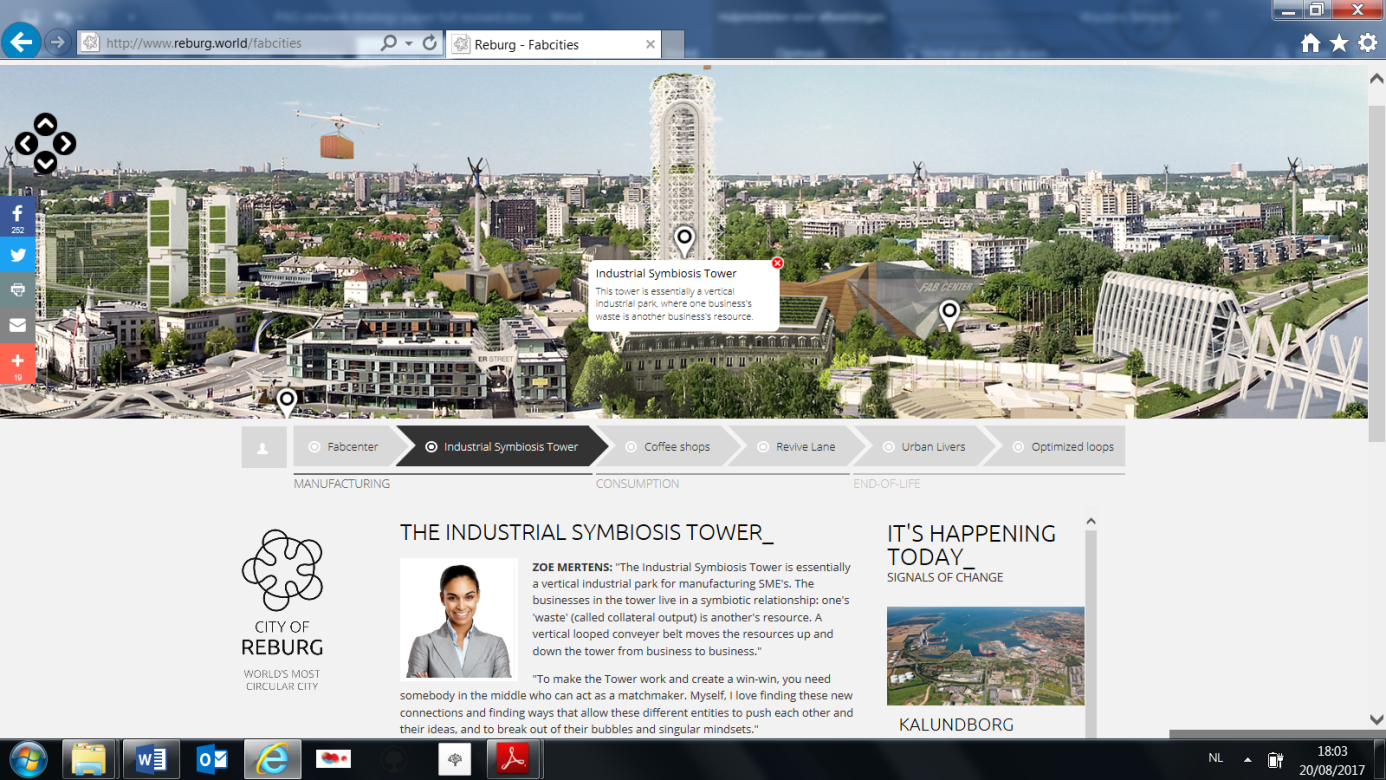 http://www.reburg.world/fabcities
Reburg - Fabcities
252
19
Industrial Symbiosis Tower
This tower is essentially a vertical
industrial park, where one business's
waste is another business's resource.
FAB CENTER
ER STREET
Fabcenter
Industrial Symbiosis Tower
Coffee shops
Revive Lane
Urban Livers
Optimized loops
MANUFACTURING
CONSUMPTION
END-OF-LIFE
CITY OF
REBURG
WORLD'S MOST
CIRCULAR CITY
THE INDUSTRIAL SYMBIOSIS TOWER_
ZOE MERTENS: "The Industrial Symbiosis Tower is essentially
a vertical industrial park for manufacturing SME's. The
businesses in the tower live in a symbiotic relationship: one's
'waste' (called collateral output) is another's resource. A
vertical looped conveyer belt moves the resources up and
down the tower from business to business."
"To make the Tower work and create a win-win, you need
somebody in the middle who can act as a matchmaker. Myself, I love finding these new
connections and finding ways that allow these different entities to push each other and
their ideas, and to break out of their bubbles and singular mindsets."
IT'S HAPPENING
TODAY_
SIGNALS OF CHANGE
KALUNDBORG
NL
18:03
20/08/2017